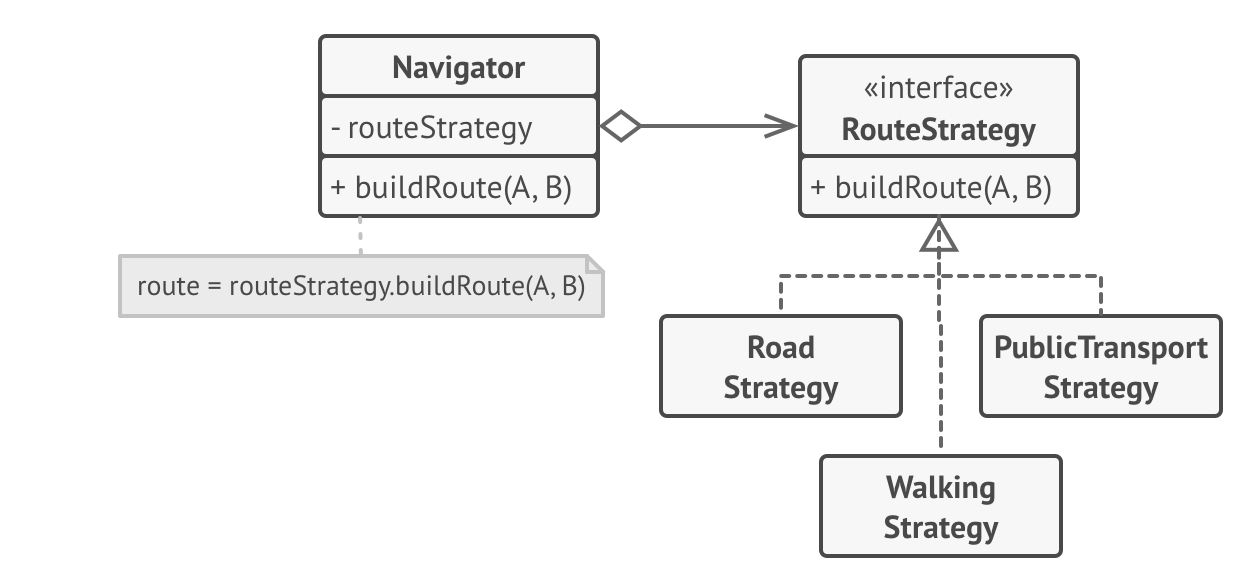 Navigator
- routeStrategy
+ buildRoute(A, B)
route = routeStrategy.buildRoute(A, B)
«interface»
RouteStrategy
+ buildRoute(A, B)
Road
Strategy
PublicTransport
Strategy
Walking
Strategy